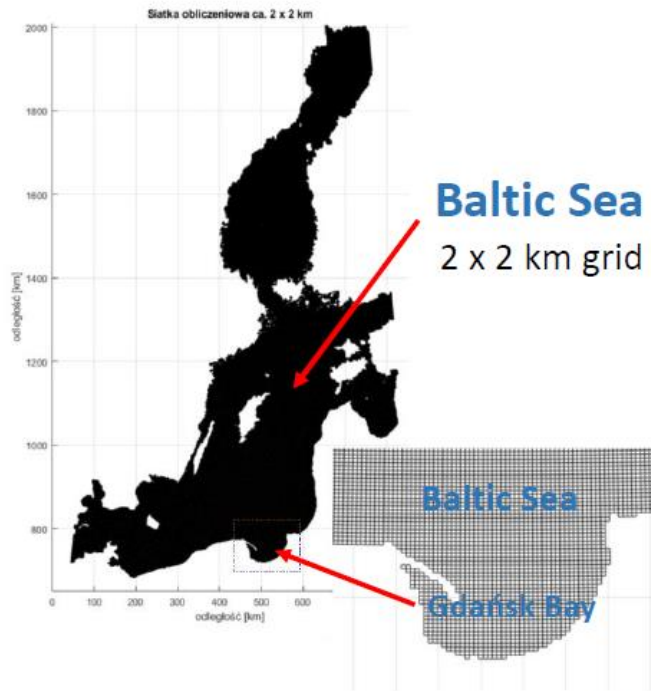 Siatka obliczeniowa ca. 2 x 2 km
2000
1800
1600
1400
1200
1000
800
odległość [km]
0 100 200 300 400 500 600
odległość [km]
Baltic Sea
2 x 2 km grid
Baltic Sea
Gdańsk Bay